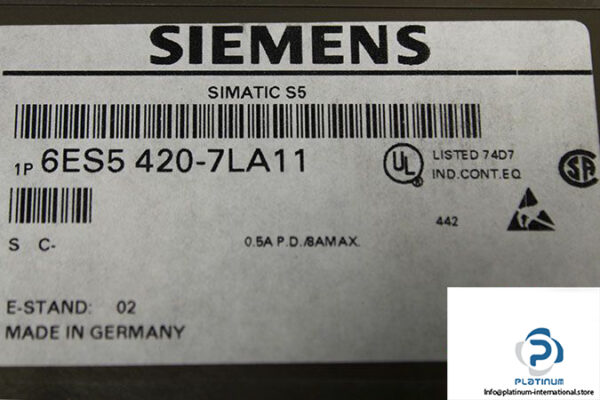 SIEMENS
SIMATIC S5
1P 6ES5 420-7LA11
UL LISTED 74D7
IND.CONT.EQ
SA
442
S C- 0.5A P.D./8AMAX.
E-STAND: 02
MADE IN GERMANY
PLATINUM
info@platinum-international.store